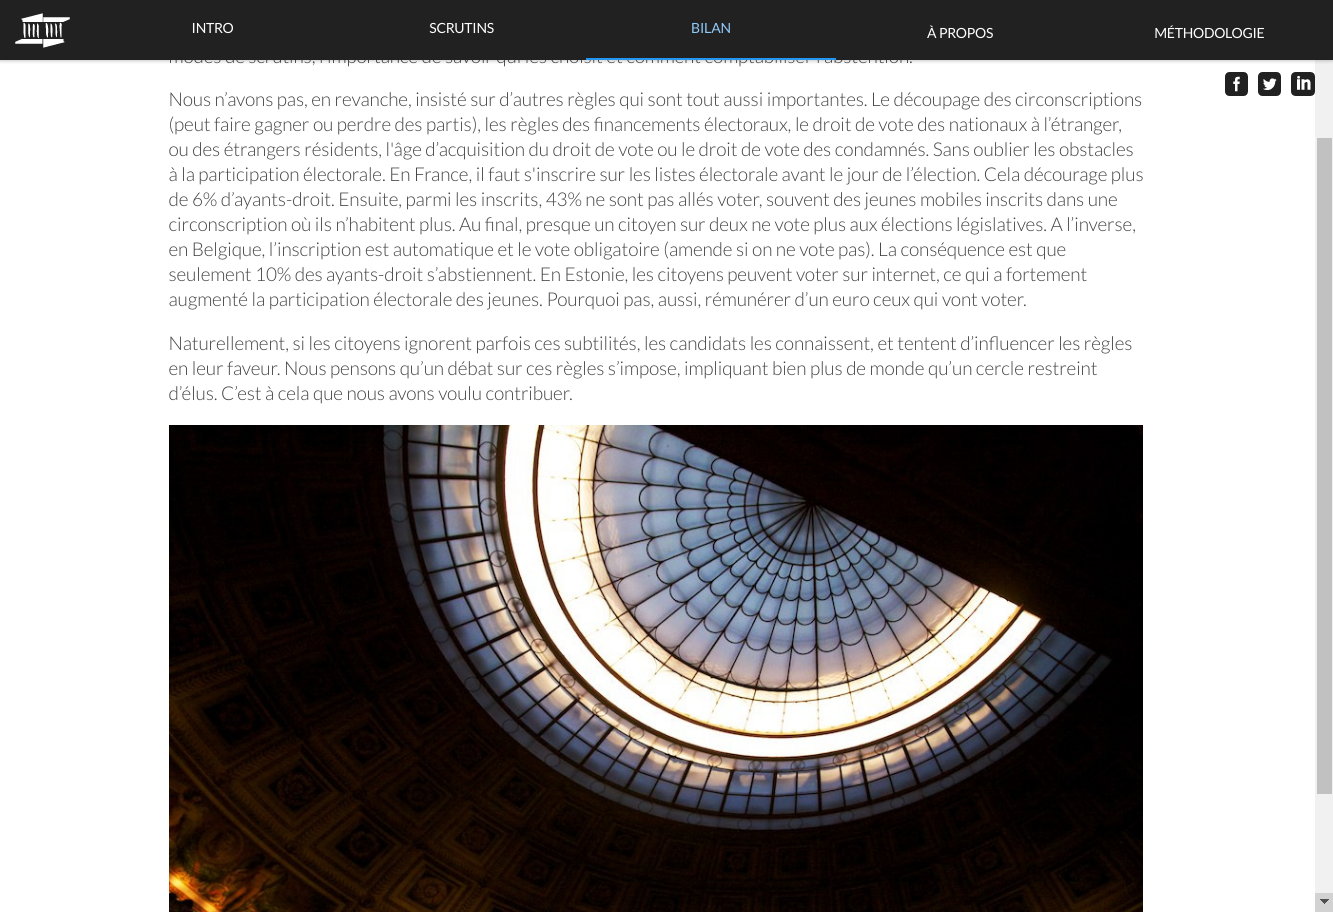 INTRO
SCRUTINS
BILAN
À PROPOS
MÉTHODOLOGIE
modes de scrutins, l'importance de savoir qui les choisit et comment comptabiliser l'abstention.
Nous n’avons pas, en revanche, insisté sur d’autres règles qui sont tout aussi importantes. Le découpage des circonscriptions
(peut faire gagner ou perdre des partis), les règles des financements électoraux, le droit de vote des nationaux à l’étranger,
ou des étrangers résidents, l'âge d’acquisition du droit de vote ou le droit de vote des condamnés. Sans oublier les obstacles
à la participation électorale. En France, il faut s'inscrire sur les listes électorale avant le jour de l’élection. Cela décourage plus
de 6% d’ayants-droit. Ensuite, parmi les inscrits, 43% ne sont pas allés voter, souvent des jeunes mobiles inscrits dans une
circonscription où ils n’habitent plus. Au final, presque un citoyen sur deux ne vote plus aux élections législatives. A l’inverse,
en Belgique, l’inscription est automatique et le vote obligatoire (amende si on ne vote pas). La conséquence est que
seulement 10% des ayants-droit s’abstiennent. En Estonie, les citoyens peuvent voter sur internet, ce qui a fortement
augmenté la participation électorale des jeunes. Pourquoi pas, aussi, rémunérer d’un euro ceux qui vont voter.
Naturellement, si les citoyens ignorent parfois ces subtilités, les candidats les connaissent, et tentent d’influencer les règles
en leur faveur. Nous pensons qu’un débat sur ces règles s’impose, impliquant bien plus de monde qu’un cercle restreint
d’élus. C’est à cela que nous avons voulu contribuer.